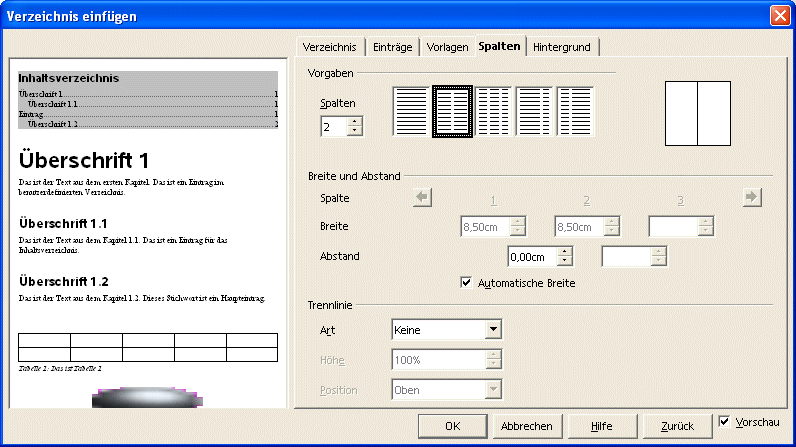 Verzeichnis einfügen
Verzeichnis Einträge Vorlagen Spalten Hintergrund
Inhaltsverzeichnis
Überschrift 1 1
Überschrift 1.1 1
Eintrag 1
Überschrift 1.2 2
Überschrift 1
Das ist der Text aus dem ersten Kapitel. Das ist ein Eintrag im
benutzerdefinierten Verzeichnis.
Überschrift 1.1
Das ist der Text aus dem Kapitel 1.1. Das ist ein Eintrag für das
Inhaltsverzeichnis.
Überschrift 1.2
Das ist der Text aus dem Kapitel 1.2. Dieses Stichwort ist ein Haupteintrag.
Tabelle 2: Das ist Tabelle 2
Vorgaben
Spalten
2
Breite und Abstand
Spalte 1 2 3
Breite 8,50cm 8,50cm
Abstand 0,00cm
Automatische Breite
Trennlinie
Art Keine
Höhe 100%
Position Oben
OK Abbrechen Hilfe Zurück Vorschau